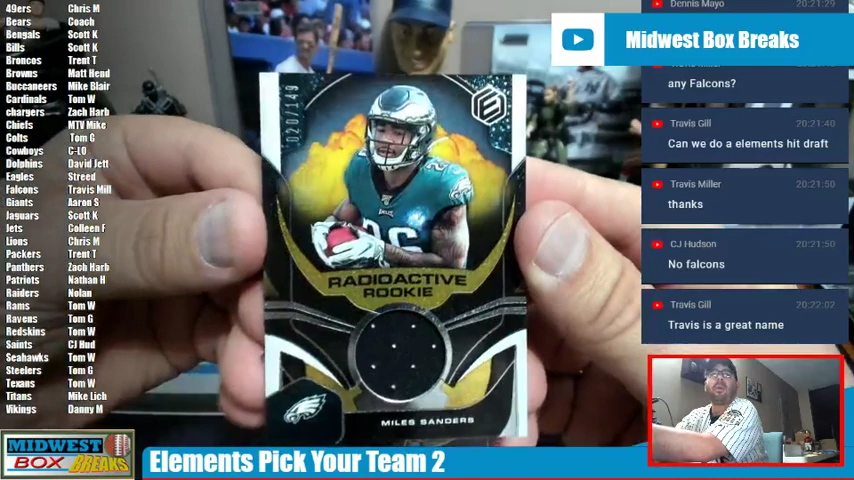 49ers Chris M
Bears Coach
Bengals Scott K
Bills Scott K
Broncos Trent T
Browns Matt Hend
Buccaneers Mike Blair
Cardinals Tom W
chargers Zach Harb
Chiefs MTV Mike
Colts Tom G
Cowboys C-LO
Dolphins David Jett
Eagles Streed
Falcons Travis Mill
Giants Aaron S
Jaguars Scott K
Jets Colleen F
Lions Chris M
Packers Trent T
Panthers Zach Harb
Patriots Nathan H
Raiders Nolan
Rams Tom W
Ravens Tom G
Redskins Tom W
Saints CJ Hud
Seahawks Tom W
Steelers Tom G
Texans Tom W
Titans Mike Lich
Vikings Danny M
MIDWEST
BOX BREAKS
020/149
E
26
RADIOACTIVE
ROOKIE
MILES SANDERS
Elements Pick Your Team 2
Dennis Mayo 20:21:29
Midwest Box Breaks
any Falcons?
Travis Gill 20:21:40
Can we do a elements hit draft
Travis Miller 20:21:50
thanks
CJ Hudson 20:21:50
No falcons
Travis Gill 20:22:02
Travis is a great name